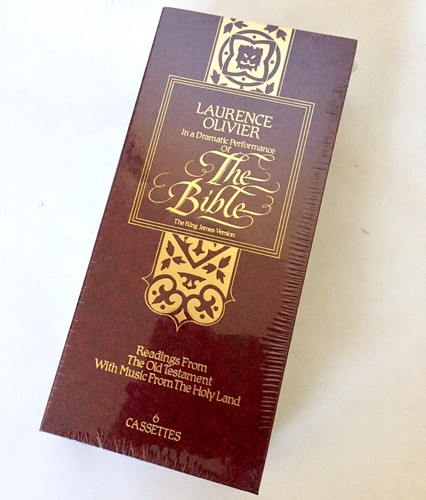 LAURENCE
OLIVIER
In a Dramatic Performance
Of
The
Bible
The King James Version
Readings From
The Old Testament
With Music From The Holy Land
6
CASSETTES